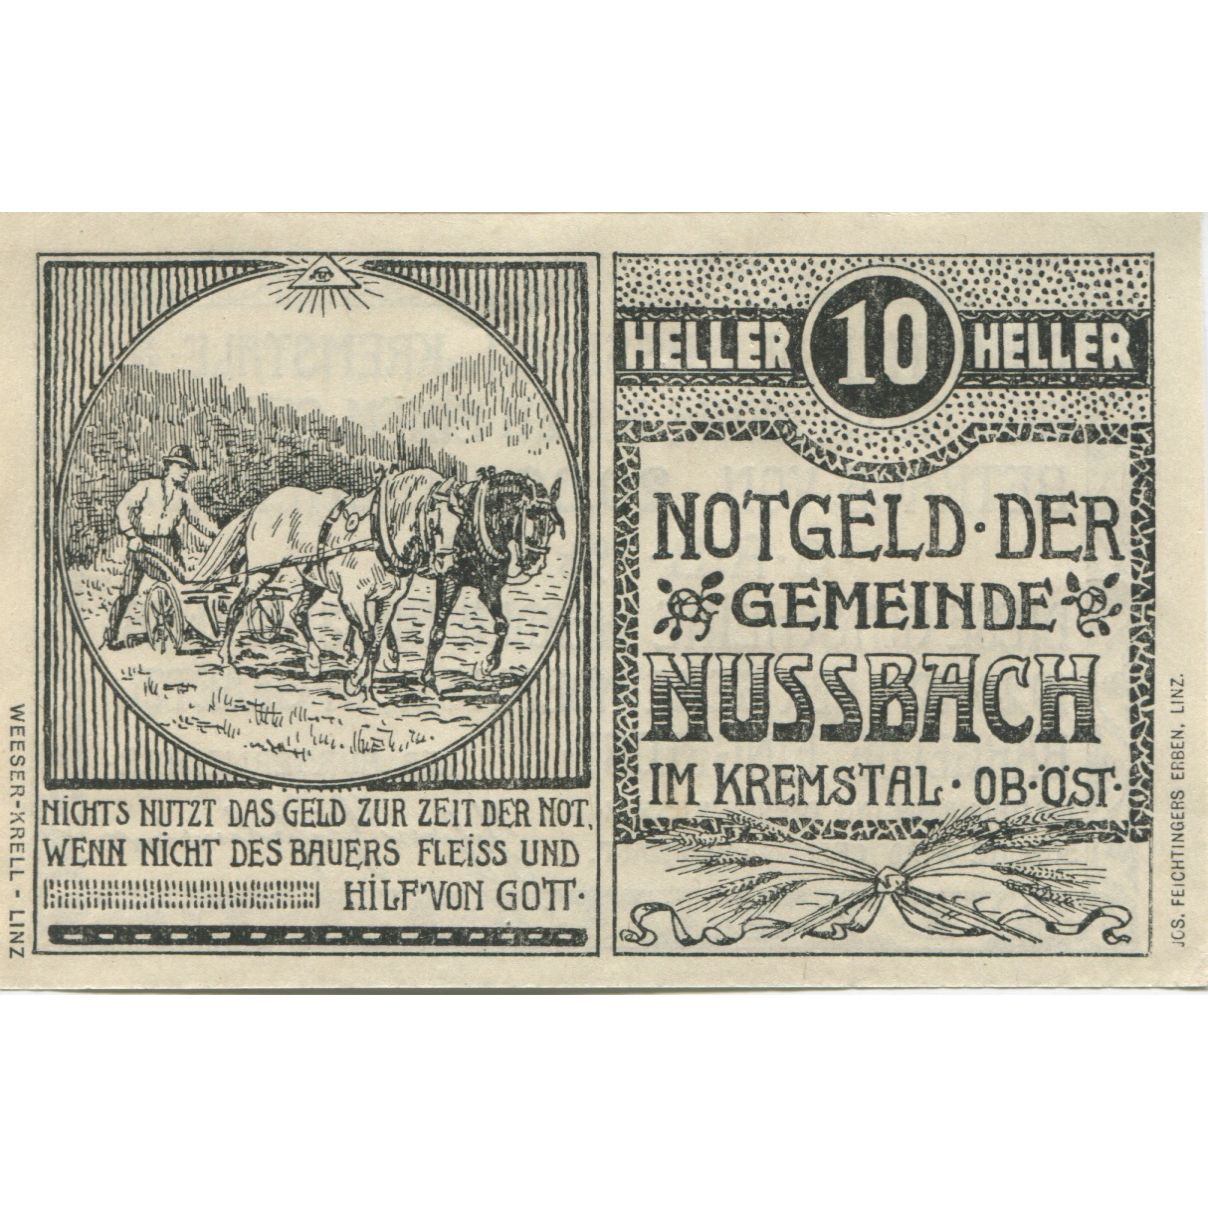 NICHTS NUTZT DAS GELD ZUR ZEIT DER NOT,
WENN NICHT DES BAUERS FLEISS UND
HILF' VON GOTT.
WEESER-KRELL - LINZ
HELLER 10 HELLER
NOTGELD · DER
GEMEINDE
NUSSBACH
IM KREMSTAL · OB · ÖST ·
JOS. FEICHTINGERS ERBEN, LINZ.